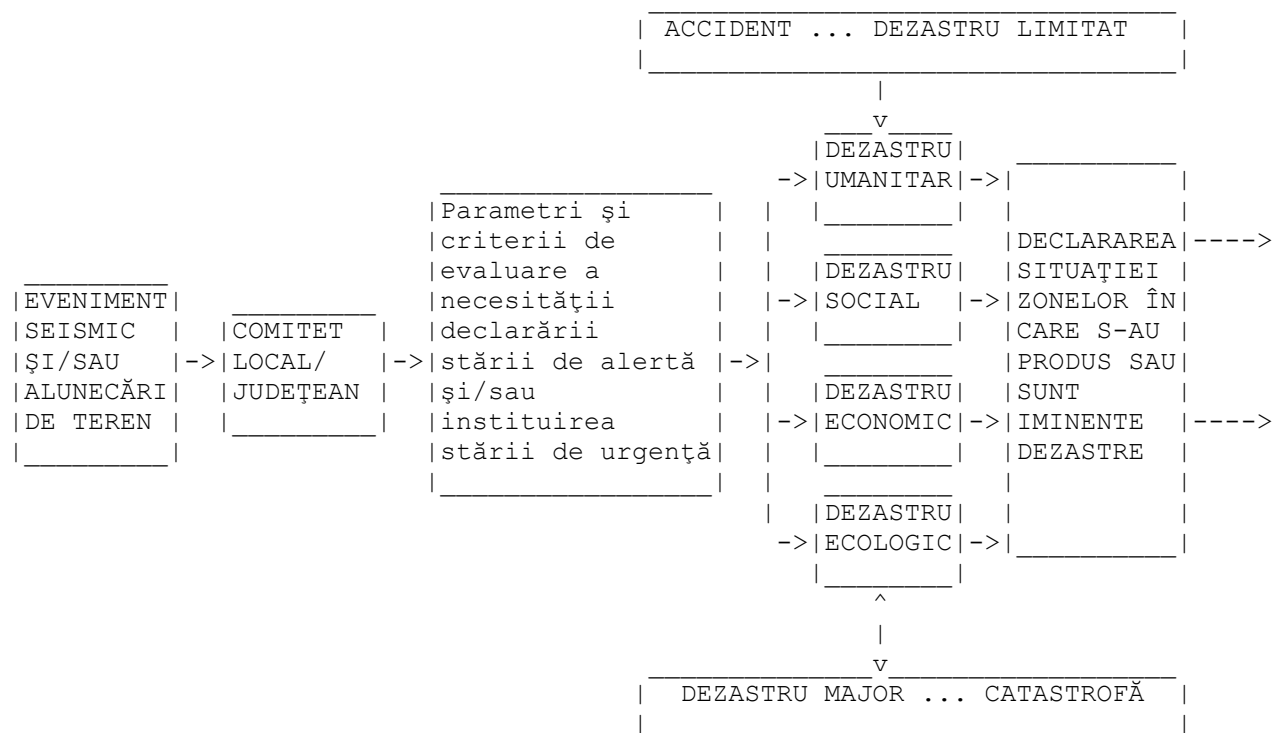 ACCIDENT ... DEZASTRU LIMITAT
DEZASTRU
UMANITAR
Parametri şi
criterii de
evaluare a
necesităţii
declarării
stării de alertă
şi/sau
instituirea
stării de urgenţă
DECLARAREA
SITUAŢIEI
ZONELOR ÎN
CARE S-AU
PRODUS SAU
SUNT
IMINENTE
DEZASTRE
DEZASTRU
SOCIAL
EVENIMENT
SEISMIC
ŞI/SAU
ALUNECĂRI
DE TEREN
COMITET
LOCAL/
JUDEŢEAN
DEZASTRU
ECONOMIC
DEZASTRU
ECOLOGIC
DEZASTRU MAJOR ... CATASTROFĂ